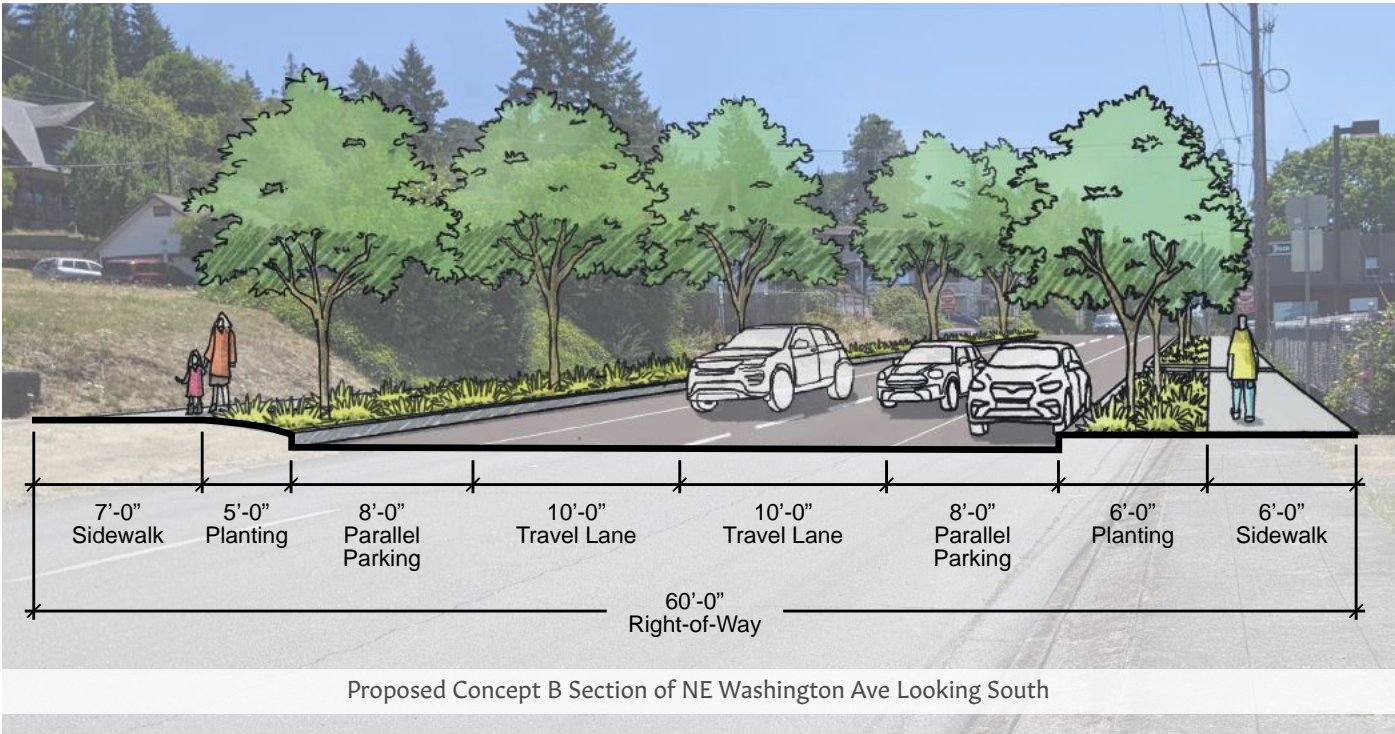 7’-0”
Sidewalk
5’-0”
Planting
8’-0”
Parallel
Parking
10’-0”
Travel Lane
10’-0”
Travel Lane
8’-0”
Parallel
Parking
6’-0”
Planting
6’-0”
Sidewalk
60’-0”
Right-of-Way
Proposed Concept B Section of NE Washington Ave Looking South